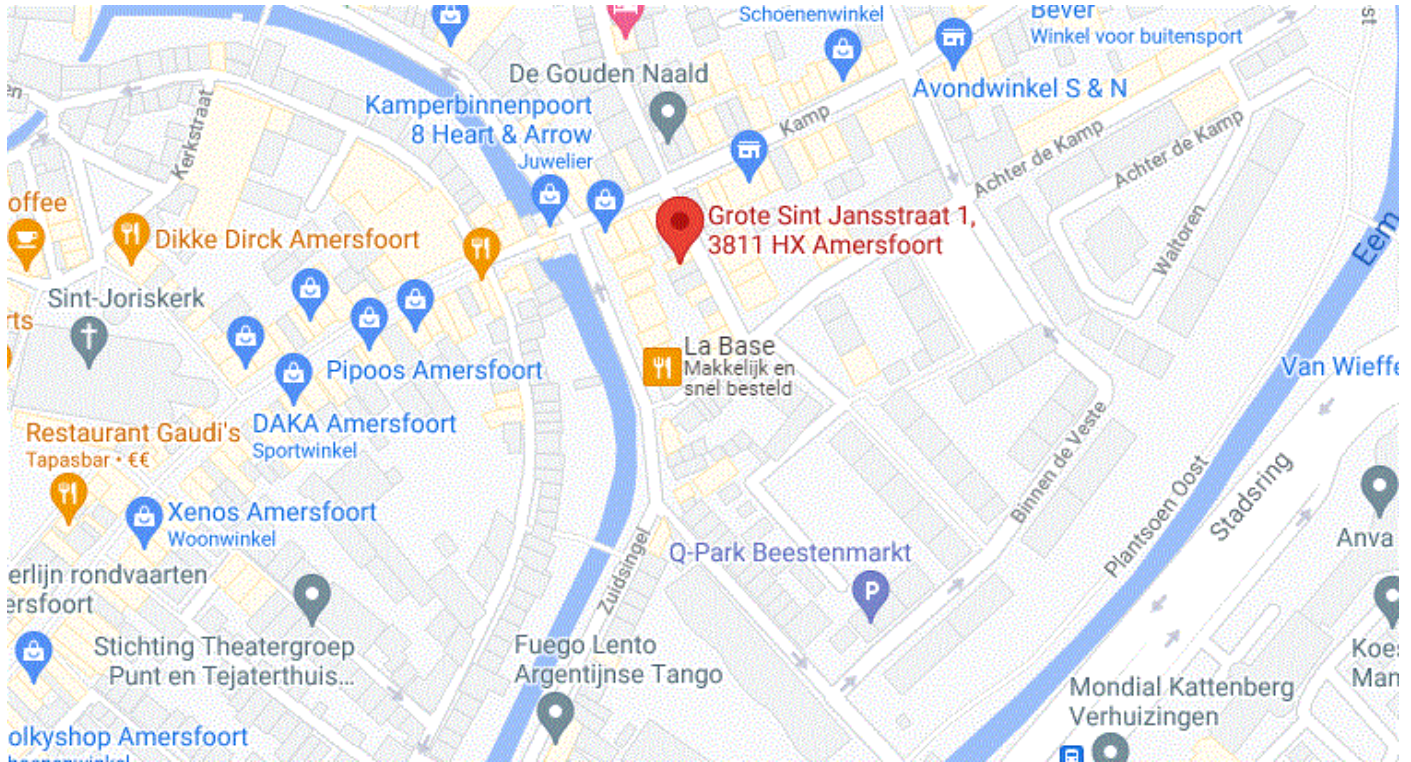 Schoenenwinkel
Bever
Winkel voor buitensport
De Gouden Naald
Avondwinkel S & N
Kamperbinnenpoort
8 Heart & Arrow
Juwelier
Kamp
Kerkstraat
Achter de Kamp
Achter de Kamp
offee
Grote Sint Jansstraat 1,
3811 HX Amersfoort
Dikke Dirck Amersfoort
Waltoren
Eem
Sint-Joriskerk
rts
La Base
Makkelijk en
snel besteld
Pipoos Amersfoort
Van Wieffe
DAKA Amersfoort
Sportwinkel
Restaurant Gaudi's
Tapasbar • €€
Binnen de Veste
Plantsoen Oost
Stadsring
Xenos Amersfoort
Woonwinkel
Anva
Q-Park Beestenmarkt
P
Zuidsingel
erlijn rondvaarten
ersfoort
Stichting Theatergroep
Punt en Tejaterthuis...
Fuego Lento
Argentijnse Tango
Koes
Man
Mondial Kattenberg
Verhuizingen
olkyshop Amersfoort